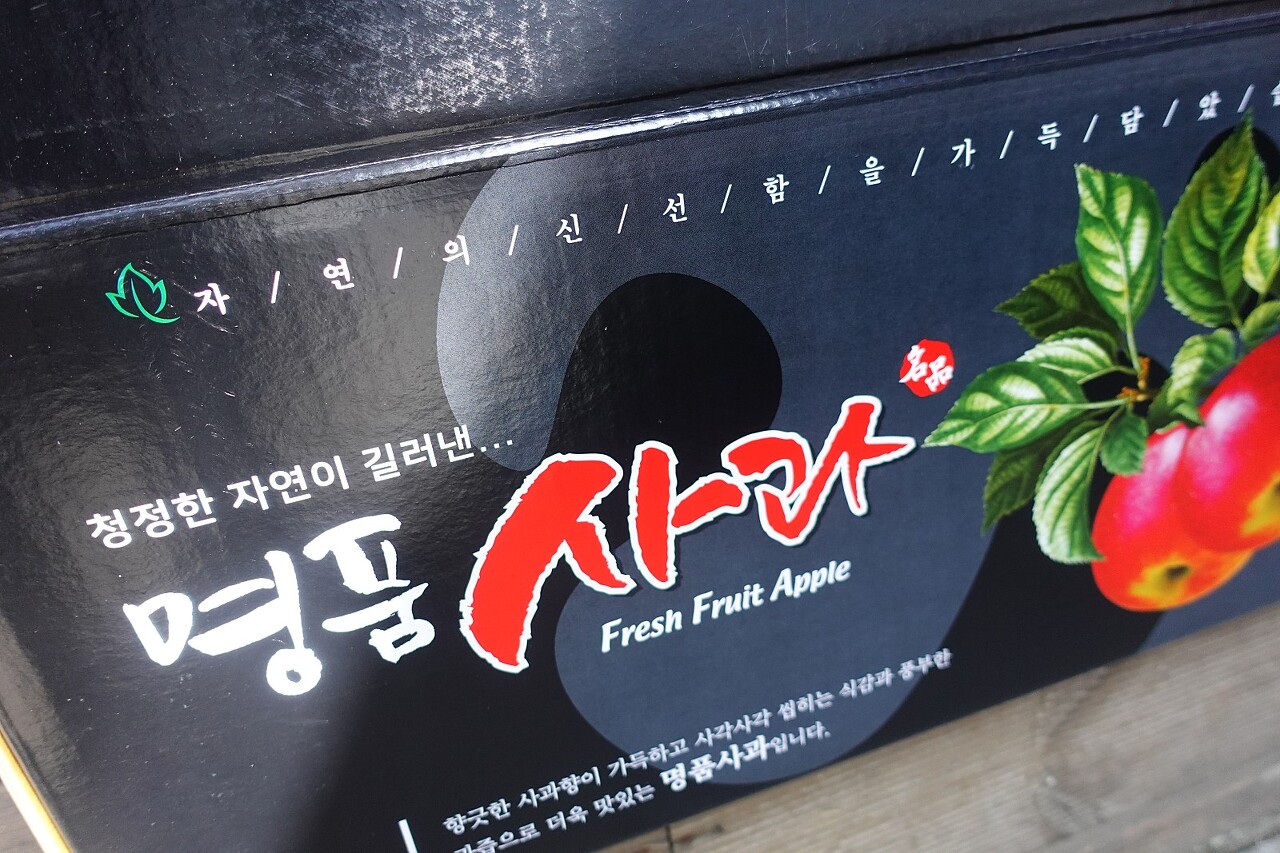 자/연/의/신/선/함/을/가/득/담/았/
청정한 자연이 길러낸...
명품 사과
名品
Fresh Fruit Apple
향긋한 사과향이 가득하고 사각사각 씹히는 식감과 풍부한
과즙으로 더욱 맛있는 명품사과입니다.